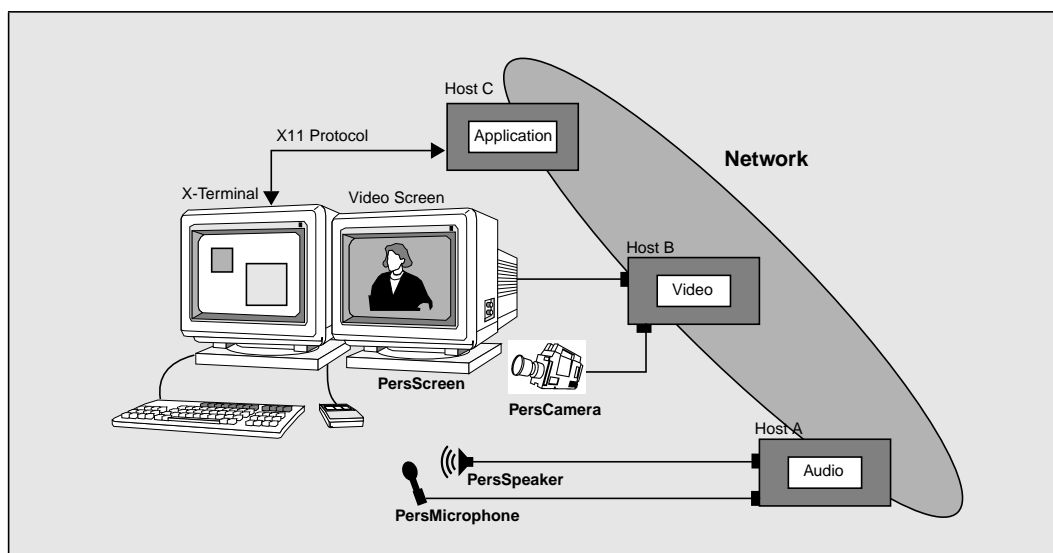 Host C
Application
X11 Protocol
Network
X-Terminal
Video Screen
Host B
Video
PersScreen
PersCamera
Host A
Audio
PersSpeaker
PersMicrophone